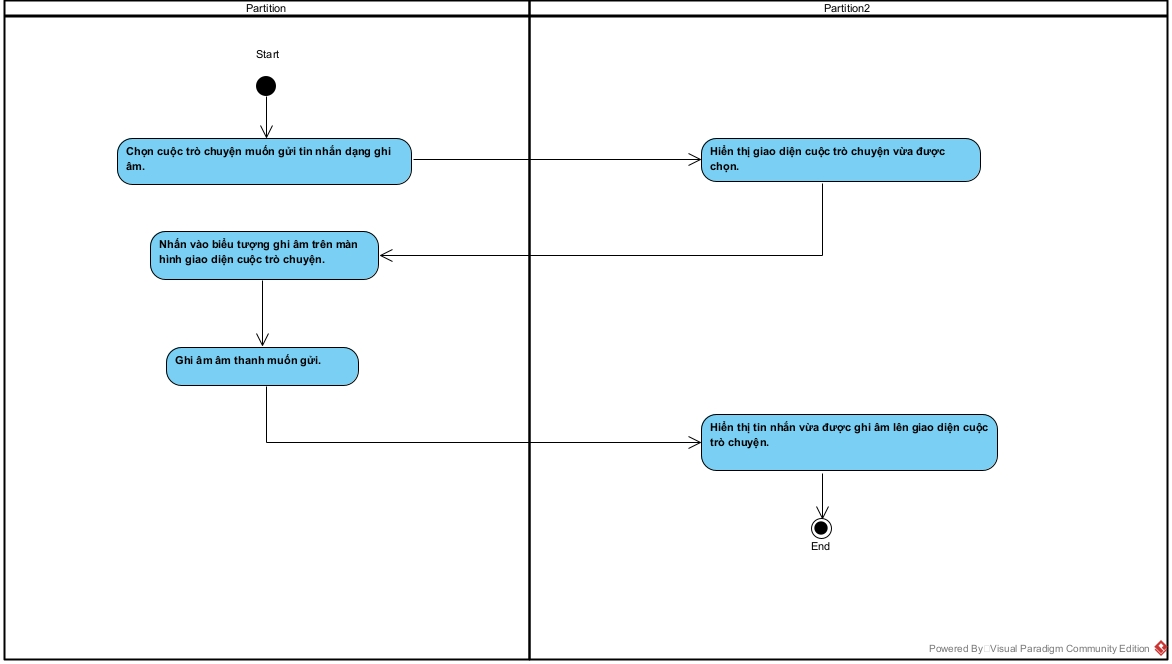 Partition
Partition2
Start
Chọn cuộc trò chuyện muốn gửi tin nhắn dạng ghi
âm.
Hiển thị giao diện cuộc trò chuyện vừa được
chọn.
Nhấn vào biểu tượng ghi âm trên màn
hình giao diện cuộc trò chuyện.
Ghi âm âm thanh muốn gửi.
Hiển thị tin nhắn vừa được ghi âm lên giao diện cuộc
trò chuyện.
End
Powered By Visual Paradigm Community Edition